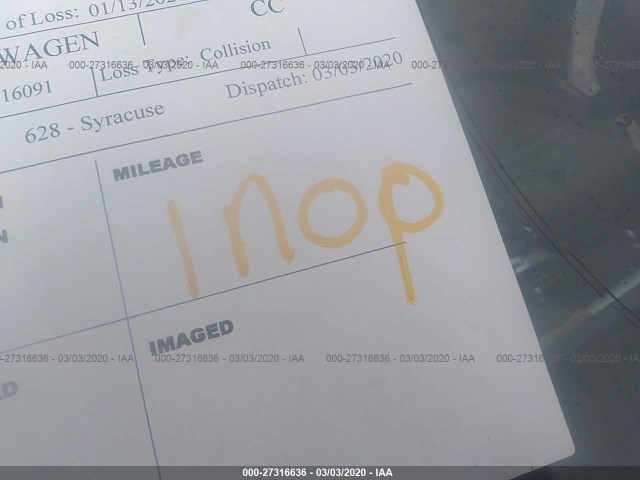 of Loss: 01/13/202
WAGEN CC
16091 Loss Type: Collision
628 - Syracuse Dispatch: 03/03/2020
MILEAGE
Inop
IMAGED
000-27316636 - 03/03/2020 - IAA